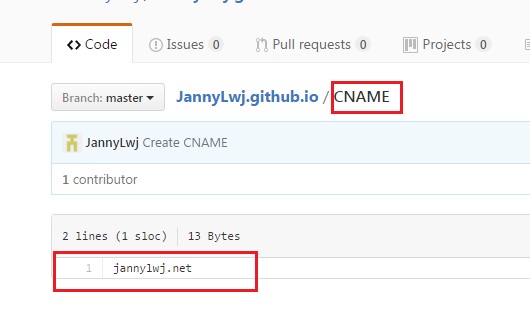 Code Issues 0 Pull requests 0 Projects 0
Branch: master JannyLwj.github.io / CNAME
JannyLwj Create CNAME
1 contributor
2 lines (1 sloc) 13 Bytes
1 jannylwj.net